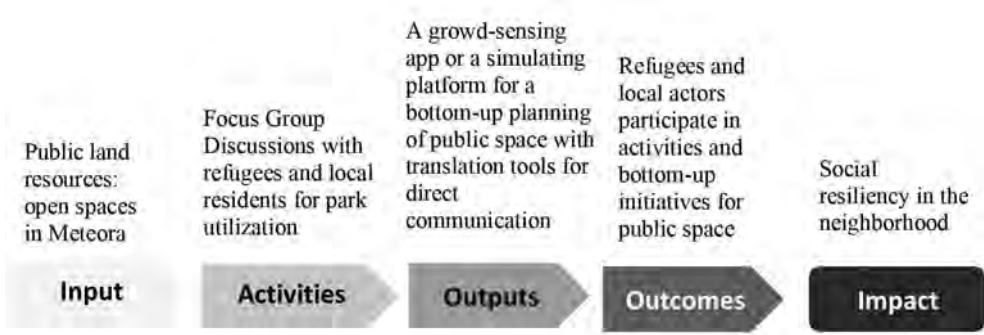 Public land
resources:
open spaces
in Meteora
Input
Focus Group
Discussions with
refugees and local
residents for park
utilization
Activities
A growd-sensing
app or a simulating
platform for a
bottom-up planning
of public space with
translation tools for
direct
communication
Outputs
Refugees and
local actors
participate in
activities and
bottom-up
initiatives for
public space
Outcomes
Social
resiliency in the
neighborhood
Impact